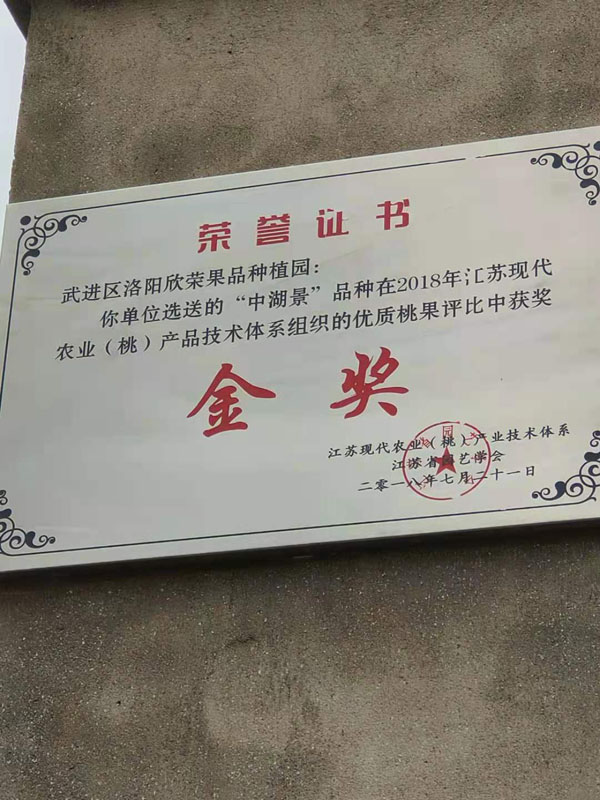 荣誉证书
武进区洛阳欣荣果品种植园：
你单位选送的“中湖景”品种在2018年江苏现代
农业（桃）产品技术体系组织的优质桃果评比中获奖
金奖
江苏现代农业（桃）产业技术体系
江苏省园艺学会
二零一八年七月二十一日